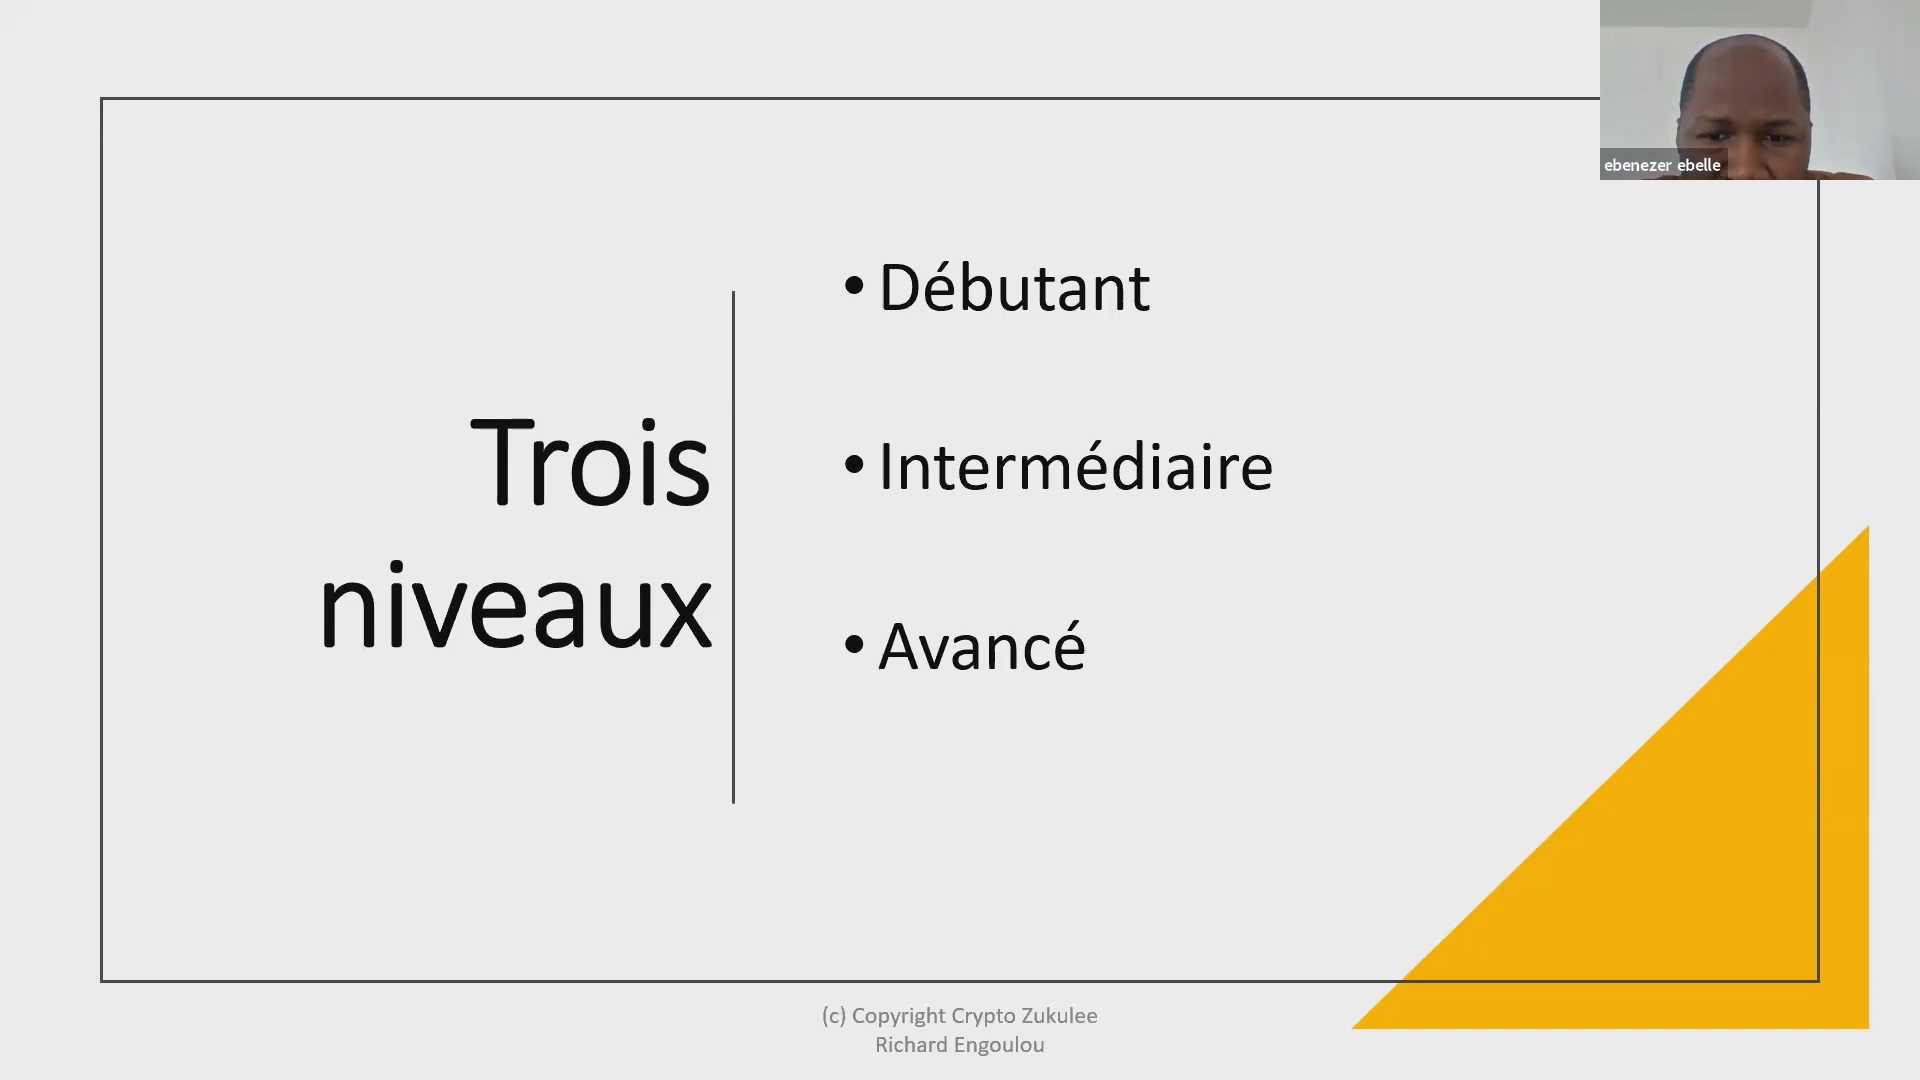 ebenezer ebelle
Trois
niveaux
• Débutant
• Intermédiaire
• Avancé
(c) Copyright Crypto Zukulee
Richard Engoulou